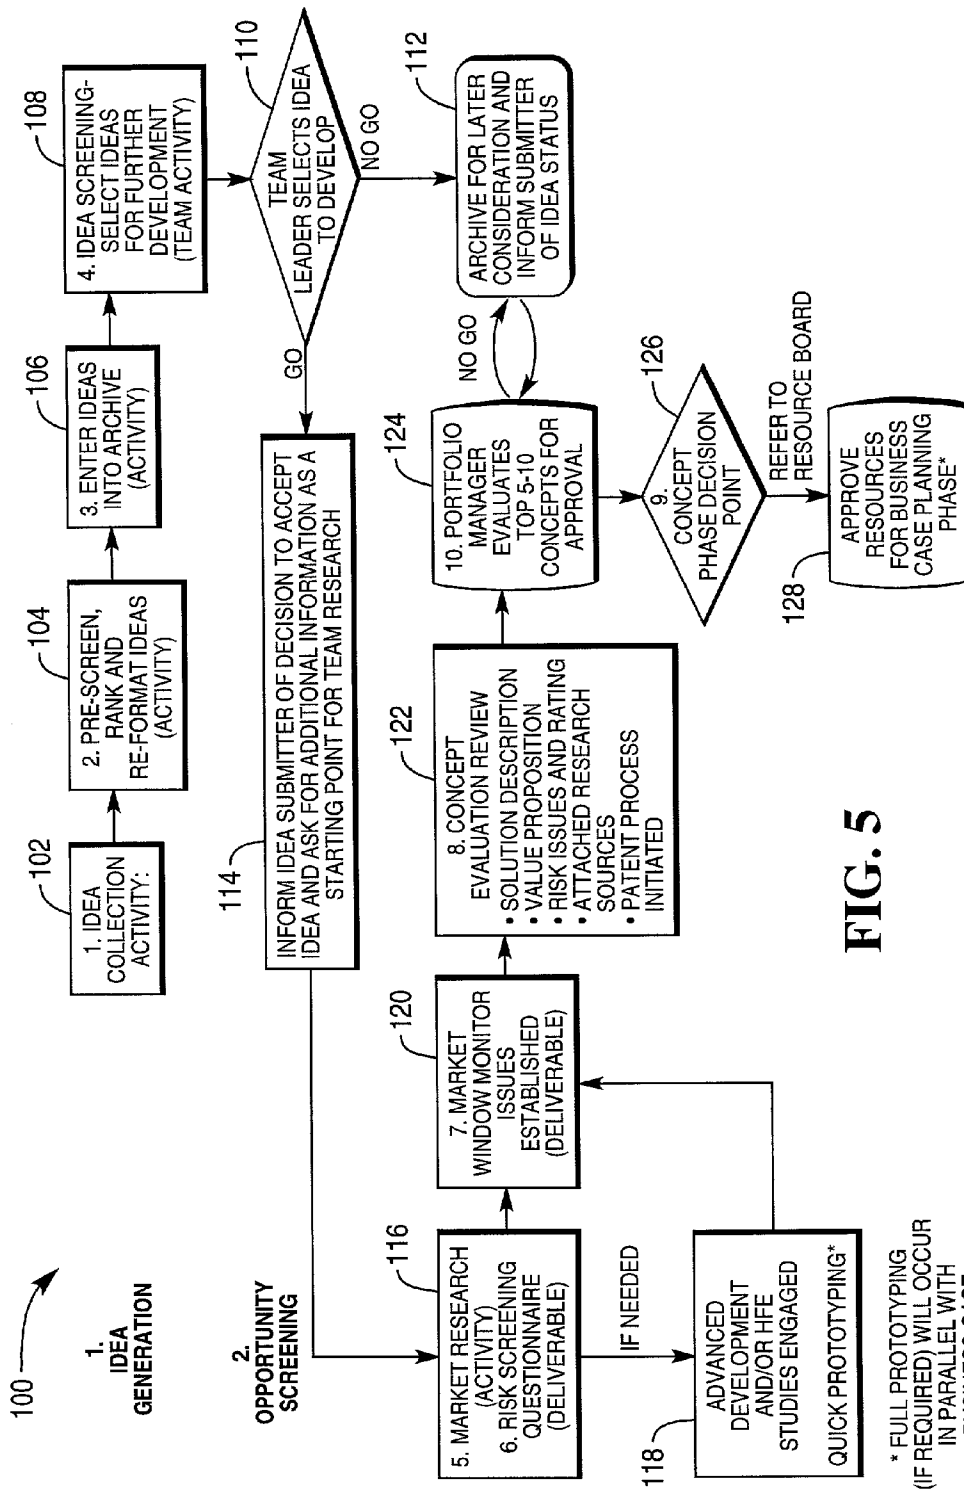 100
1.
IDEA
GENERATION
102
1. IDEA
COLLECTION
ACTIVITY:
104
2. PRE-SCREEN,
RANK AND
RE-FORMAT IDEAS
(ACTIVITY)
106
3. ENTER IDEAS
INTO ARCHIVE
(ACTIVITY)
108
4. IDEA SCREENING-
SELECT IDEAS
FOR FURTHER
DEVELOPMENT
(TEAM ACTIVITY)
2.
OPPORTUNITY
SCREENING
114
INFORM IDEA SUBMITTER OF DECISION TO ACCEPT
IDEA AND ASK FOR ADDITIONAL INFORMATION AS A
STARTING POINT FOR TEAM RESEARCH
GO
110
TEAM
LEADER SELECTS IDEA
TO DEVELOP
NO GO
112
ARCHIVE FOR LATER
CONSIDERATION AND
INFORM SUBMITTER
OF IDEA STATUS
116
5. MARKET RESEARCH
(ACTIVITY)
6. RISK SCREENING
QUESTIONNAIRE
(DELIVERABLE)
IF NEEDED
120
7. MARKET
WINDOW MONITOR
ISSUES
ESTABLISHED
(DELIVERABLE)
122
8. CONCEPT
EVALUATION REVIEW
• SOLUTION DESCRIPTION
• VALUE PROPOSITION
• RISK ISSUES AND RATING
• ATTACHED RESEARCH
SOURCES
• PATENT PROCESS
INITIATED
124
10. PORTFOLIO
MANAGER
EVALUATES
TOP 5-10
CONCEPTS FOR
APPROVAL
NO GO
126
9.
CONCEPT
PHASE DECISION
POINT
REFER TO
RESOURCE BOARD
128
APPROVE
RESOURCES
FOR BUSINESS
CASE PLANNING
PHASE*
118
ADVANCED
DEVELOPMENT
AND/OR HFE
STUDIES ENGAGED
QUICK PROTOTYPING*
* FULL PROTOTYPING
(IF REQUIRED) WILL OCCUR
IN PARALLEL WITH
FIG. 5